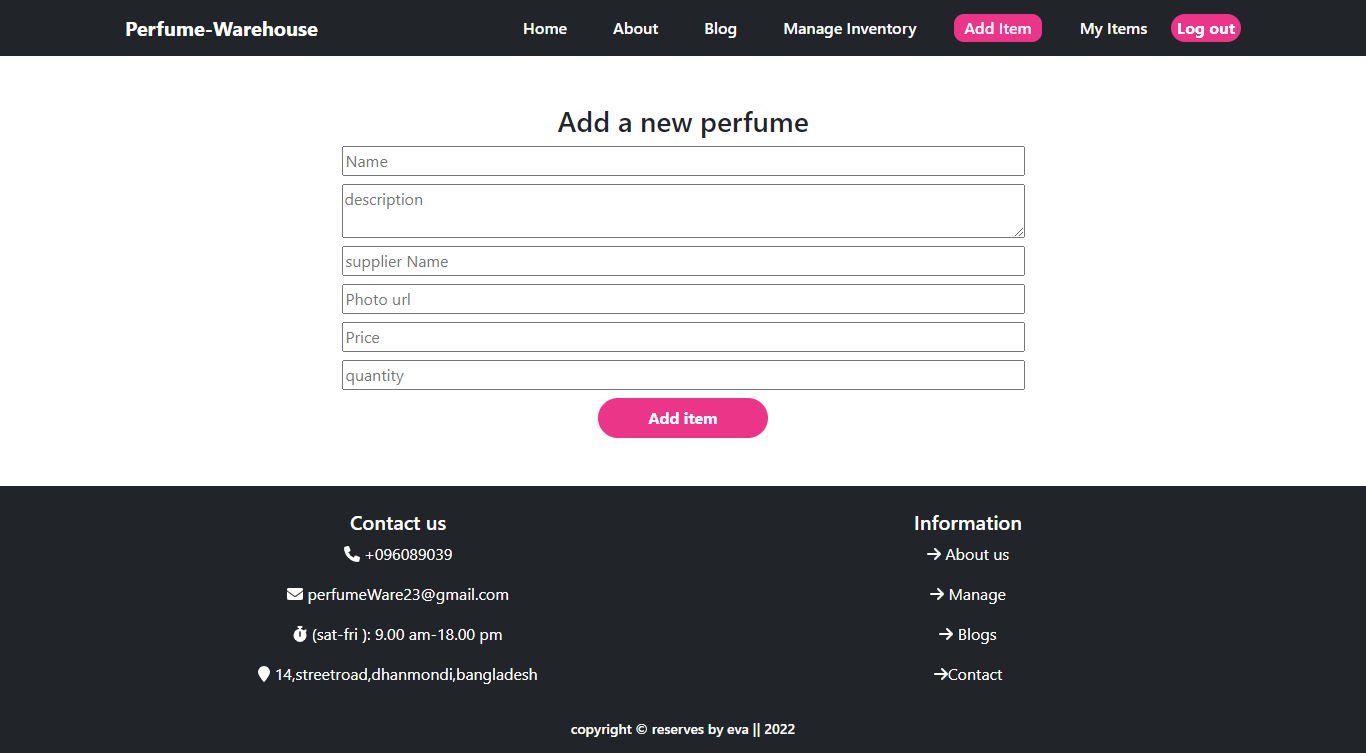 Perfume-Warehouse Home About Blog Manage Inventory Add Item My Items Log out
Add a new perfume
Name
description
supplier Name
Photo url
Price
quantity
Add item
Contact us
+096089039
perfumeWare23@gmail.com
(sat-fri ): 9.00 am-18.00 pm
14,streetroad,dhanmondi,bangladesh
Information
About us
Manage
Blogs
Contact
copyright © reserves by eva || 2022